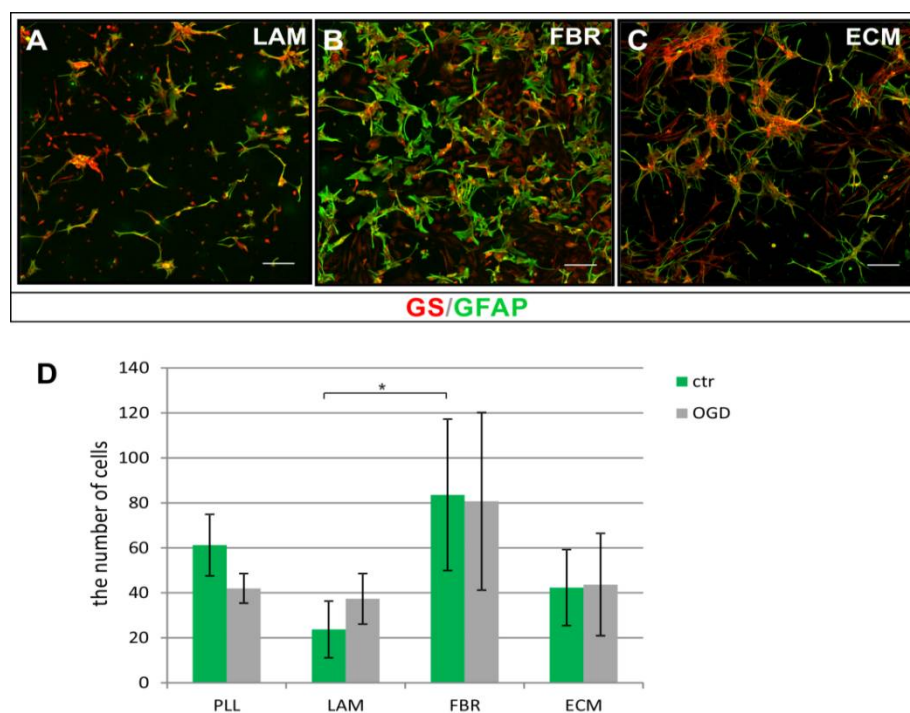 A LAM B FBR C ECM
GS/GFAP
D
140
120
100
80
60
40
20
0
the number of cells
*
ctr
OGD
PLL LAM FBR ECM